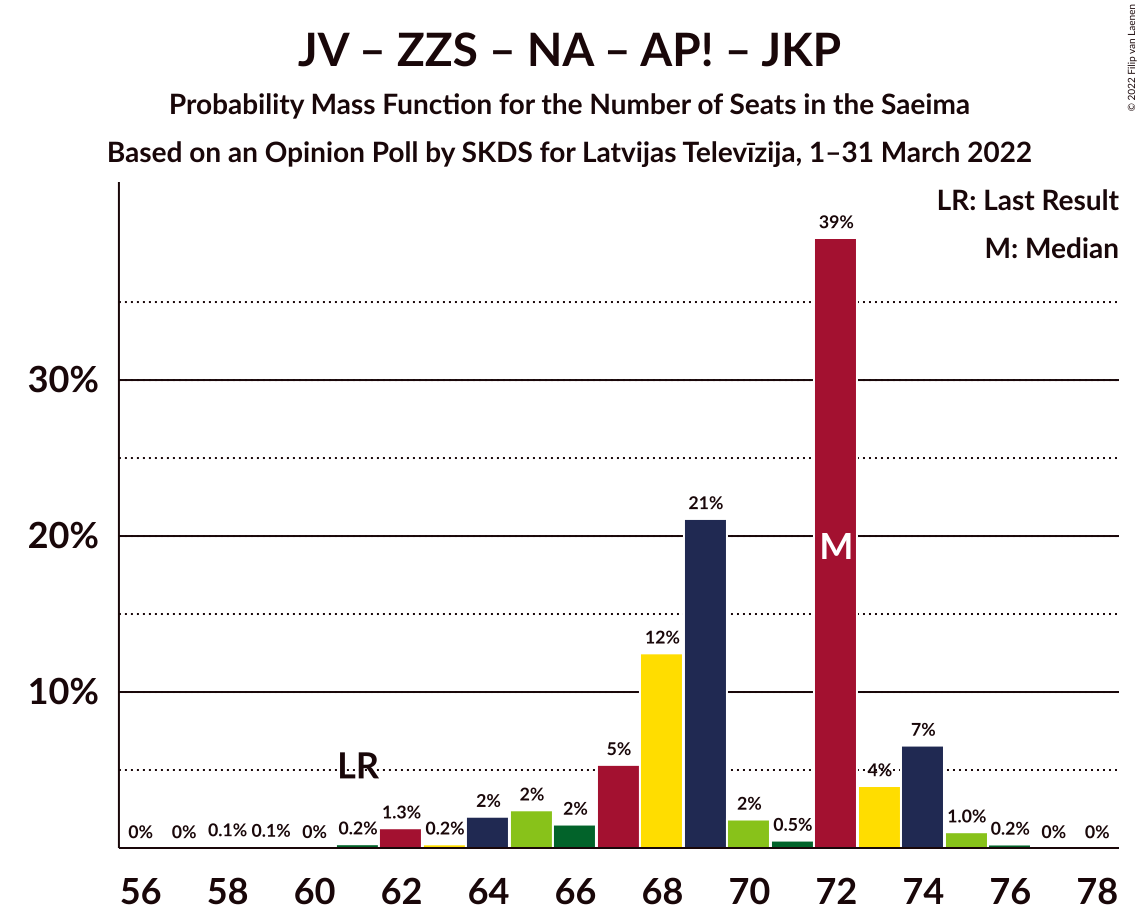 JV – ZZS – NA – AP! – JKP
Probability Mass Function for the Number of Seats in the Saeima
Based on an Opinion Poll by SKDS for Latvijas Televīzija, 1–31 March 2022
© 2022 Filip van Laenen
LR: Last Result
M: Median
30%
20%
10%
0% 0% 0.1% 0.1% 0% 0.2% 1.3% 0.2% 2% 2% 2% 5% 12% 21% 2% 0.5% 39% 4% 7% 1.0% 0.2% 0% 0%
LR
M
56 58 60 62 64 66 68 70 72 74 76 78